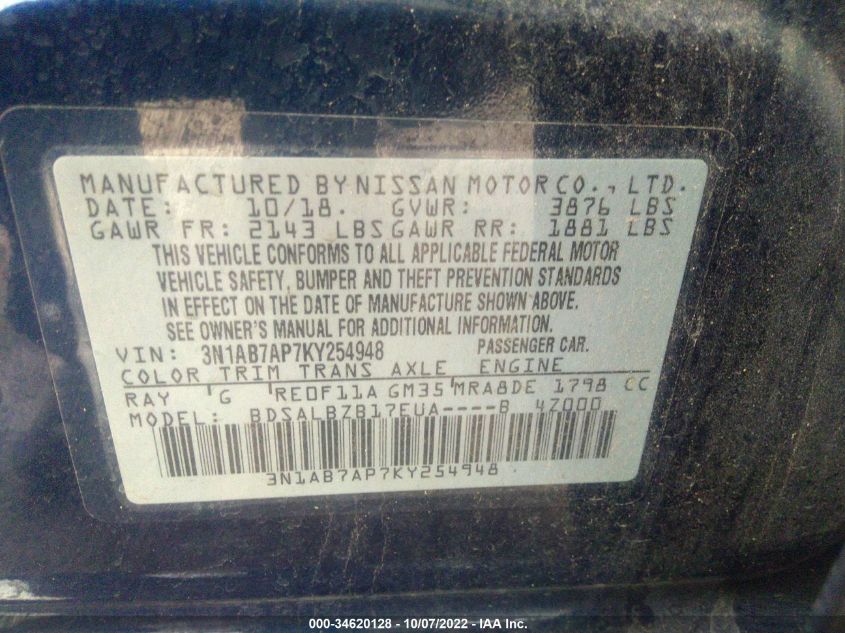 MANUFACTURED BY NISSAN MOTOR CO., LTD.
DATE: 10/18. GVWR: 3876 LBS
GAWR FR: 2143 LBS GAWR RR: 1881 LBS
THIS VEHICLE CONFORMS TO ALL APPLICABLE FEDERAL MOTOR
VEHICLE SAFETY, BUMPER AND THEFT PREVENTION STANDARDS
IN EFFECT ON THE DATE OF MANUFACTURE SHOWN ABOVE.
SEE OWNER'S MANUAL FOR ADDITIONAL INFORMATION.
VIN: 3N1AB7AP7KY254948 PASSENGER CAR.
COLOR TRIM TRANS AXLE ENGINE
RAY G RE0F11A GM35 MRA8DE 1798 CC
MODEL: BDSALBZB17EUA----B 4Z000
3N1AB7AP7KY254948
000-34620128 - 10/07/2022 - IAA Inc.